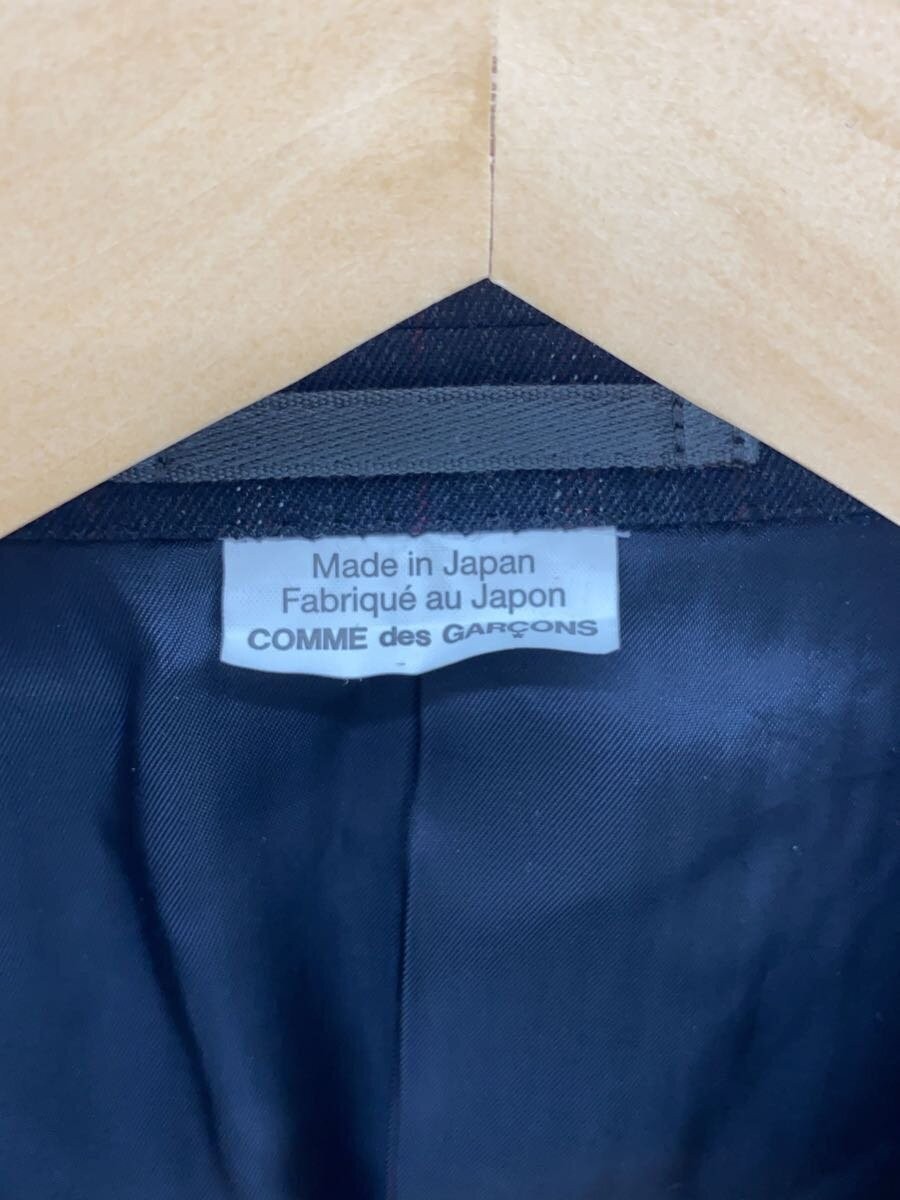 Made in Japan
Fabriqué au Japon
COMME des GARÇONS